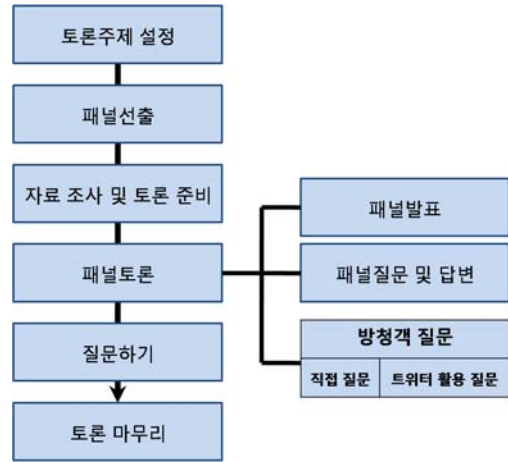 토론주제 설정
패널선출
자료 조사 및 토론 준비
패널토론
질문하기
토론 마무리
패널발표
패널질문 및 답변
방청객 질문
직접 질문
트위터 활용 질문